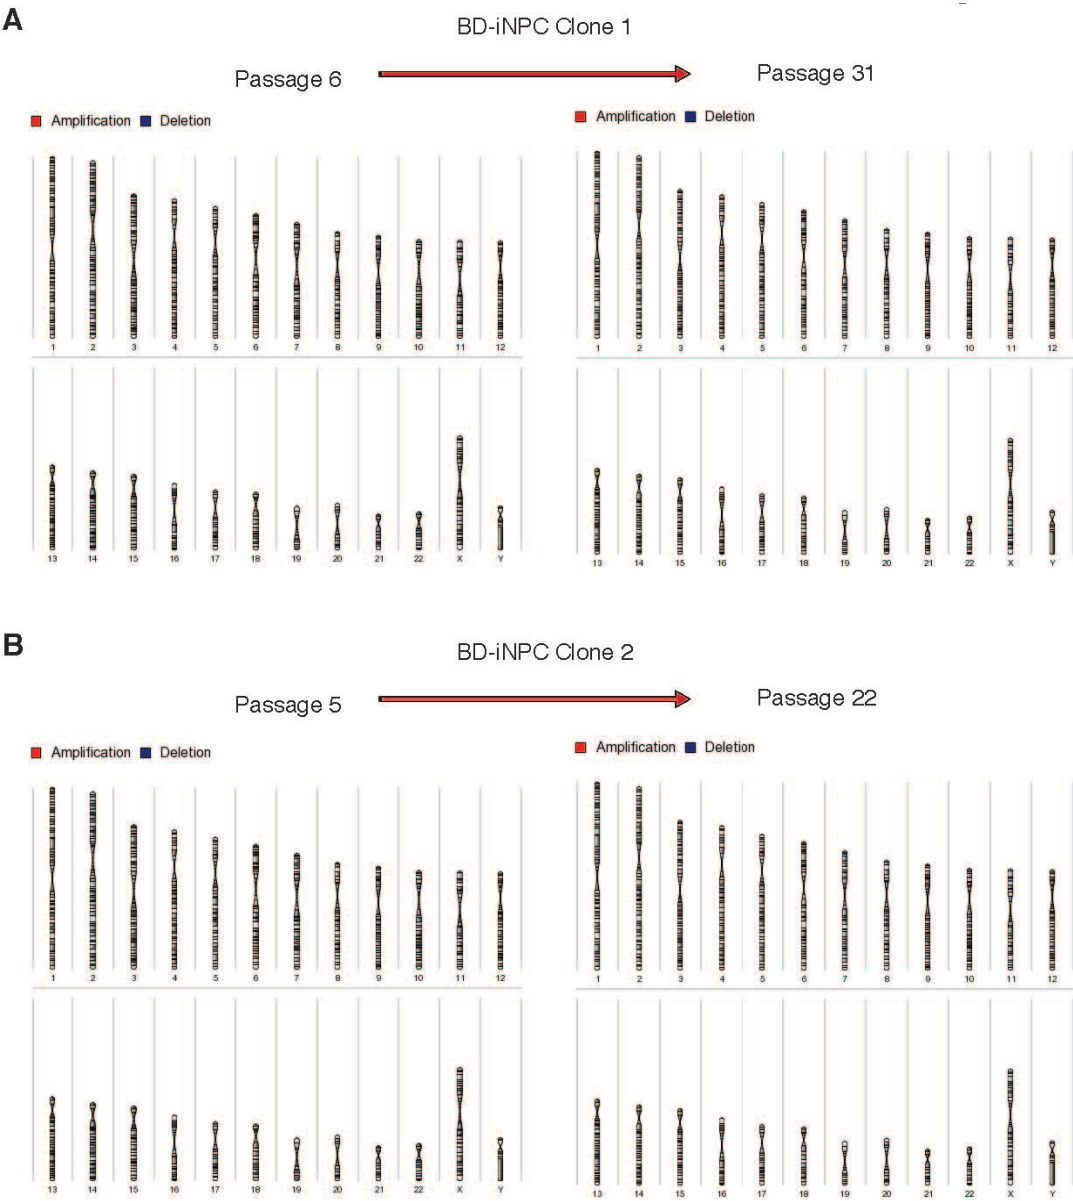 A
BD-iNPC Clone 1
Passage 6
Passage 31
Amplification Deletion
Amplification Deletion
1 2 3 4 5 6 7 8 9 10 11 12
1 2 3 4 5 6 7 8 9 10 11 12
13 14 15 16 17 18 19 20 21 22 X Y
13 14 15 16 17 18 19 20 21 22 X Y
B
BD-iNPC Clone 2
Passage 5
Passage 22
Amplification Deletion
Amplification Deletion
1 2 3 4 5 6 7 8 9 10 11 12
1 2 3 4 5 6 7 8 9 10 11 12
13 14 15 16 17 18 19 20 21 22 X Y
13 14 15 16 17 18 19 20 21 22 X Y